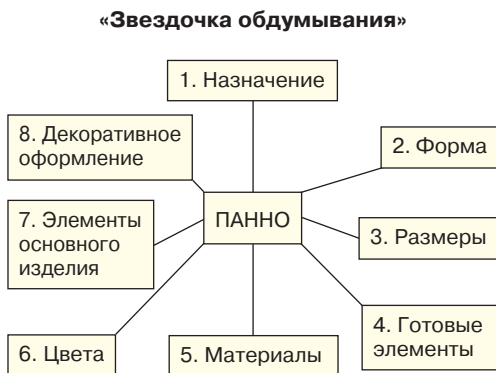 «Звездочка обдумывания»
1. Назначение
2. Форма
3. Размеры
4. Готовые
элементы
5. Материалы
6. Цвета
7. Элементы
основного
изделия
8. Декоративное
оформление
ПАННО